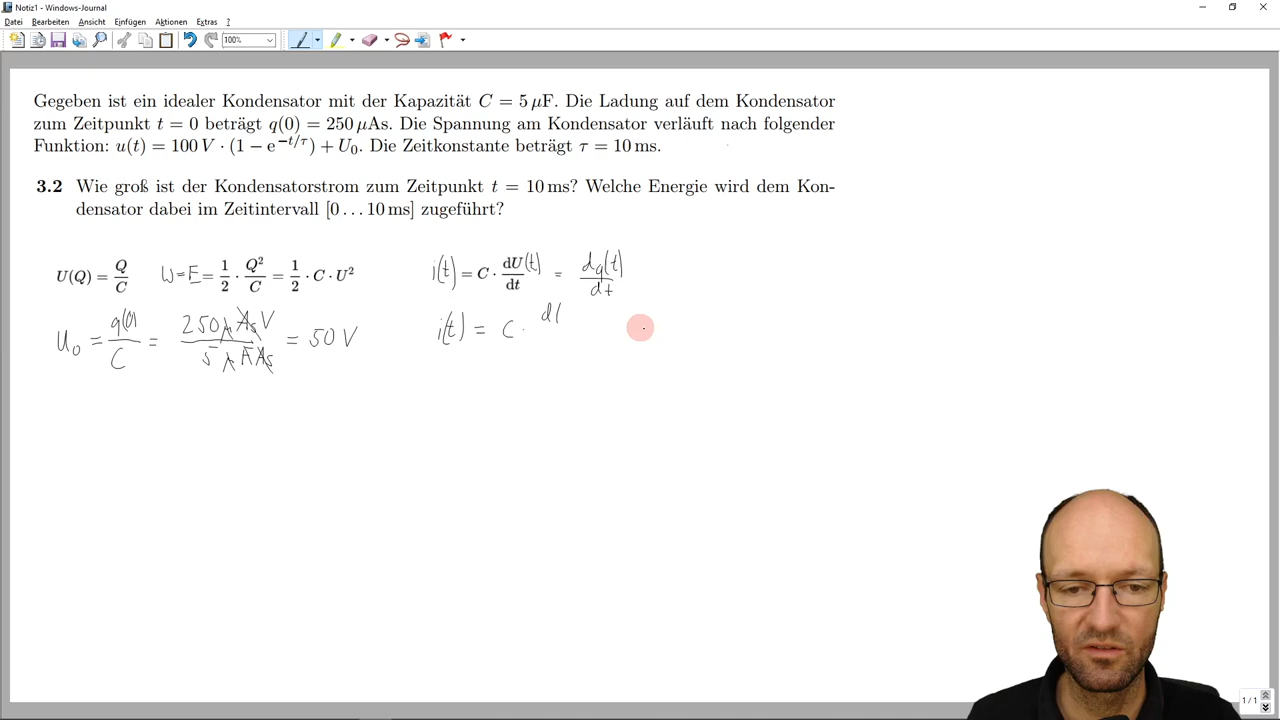 Notiz1 - Windows-Journal
Datei Bearbeiten Ansicht Einfügen Aktionen Extras ?
100%
Gegeben ist ein idealer Kondensator mit der Kapazität C = 5 µF. Die Ladung auf dem Kondensator
zum Zeitpunkt t = 0 beträgt q(0) = 250 µAs. Die Spannung am Kondensator verläuft nach folgender
Funktion: u(t) = 100 V · (1 − e^−t/τ) + U₀. Die Zeitkonstante beträgt τ = 10 ms.
3.2 Wie groß ist der Kondensatorstrom zum Zeitpunkt t = 10 ms? Welche Energie wird dem Kon-
densator dabei im Zeitintervall [0 . . . 10 ms] zugeführt?
U(Q) = Q/C W=E = 1/2 · Q²/C = 1/2 · C · U² i(t) = C · dU(t)/dt = dq(t)/dt
U₀ = q(0)/C = 250 µ As V / 5 µ F As = 50 V i(t) = C · d(
1 / 1